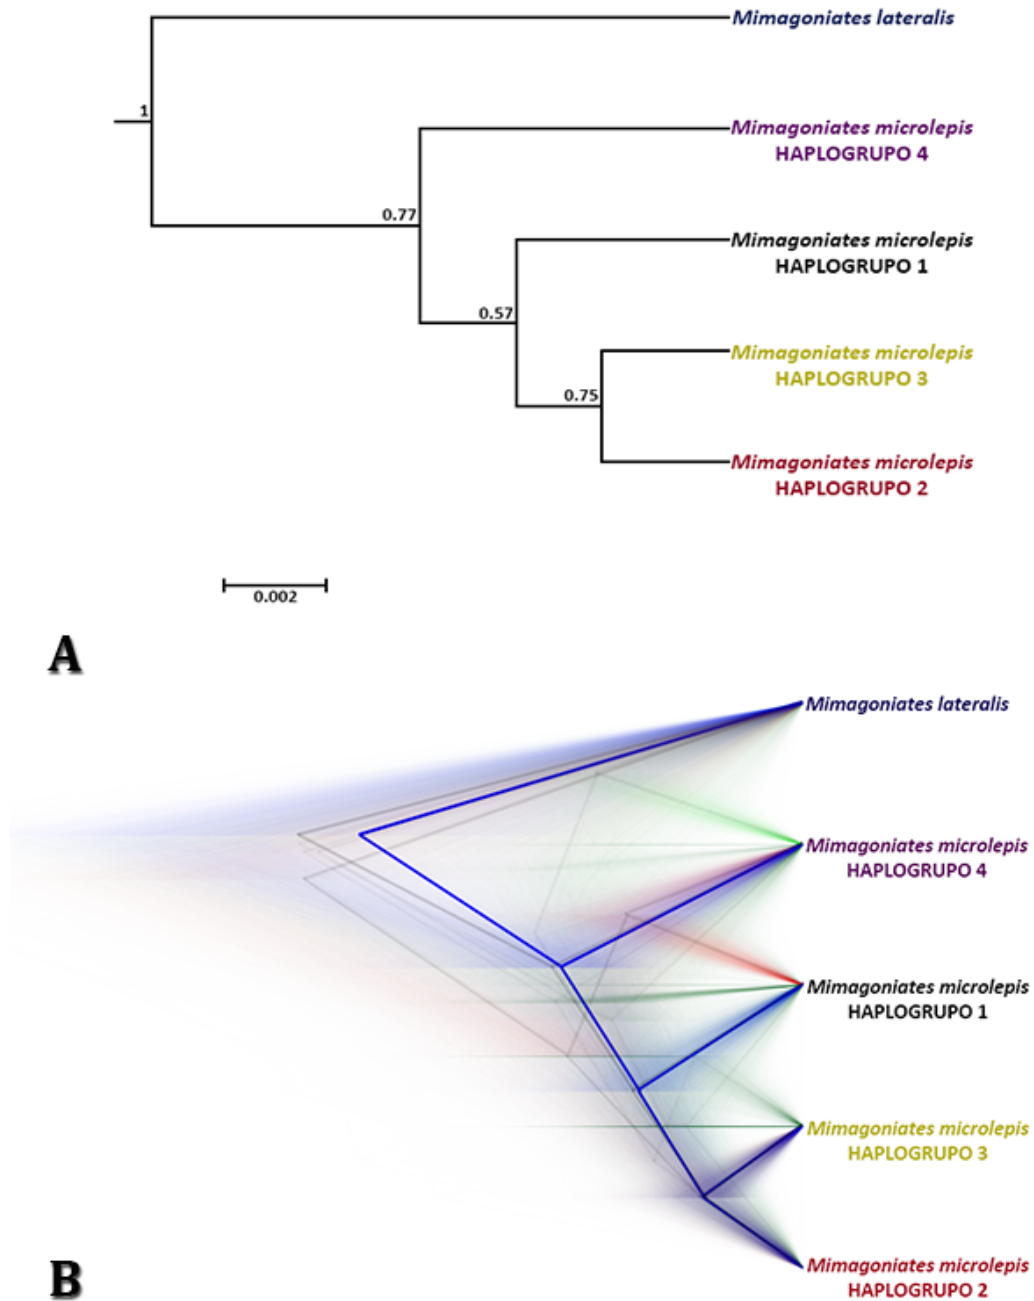 Mimagoniates lateralis
1
Mimagoniates microlepis
HAPLOGRUPO 4
0.77
Mimagoniates microlepis
HAPLOGRUPO 1
0.57
Mimagoniates microlepis
HAPLOGRUPO 3
0.75
Mimagoniates microlepis
HAPLOGRUPO 2
0.002
A
Mimagoniates lateralis
Mimagoniates microlepis
HAPLOGRUPO 4
Mimagoniates microlepis
HAPLOGRUPO 1
Mimagoniates microlepis
HAPLOGRUPO 3
Mimagoniates microlepis
HAPLOGRUPO 2
B